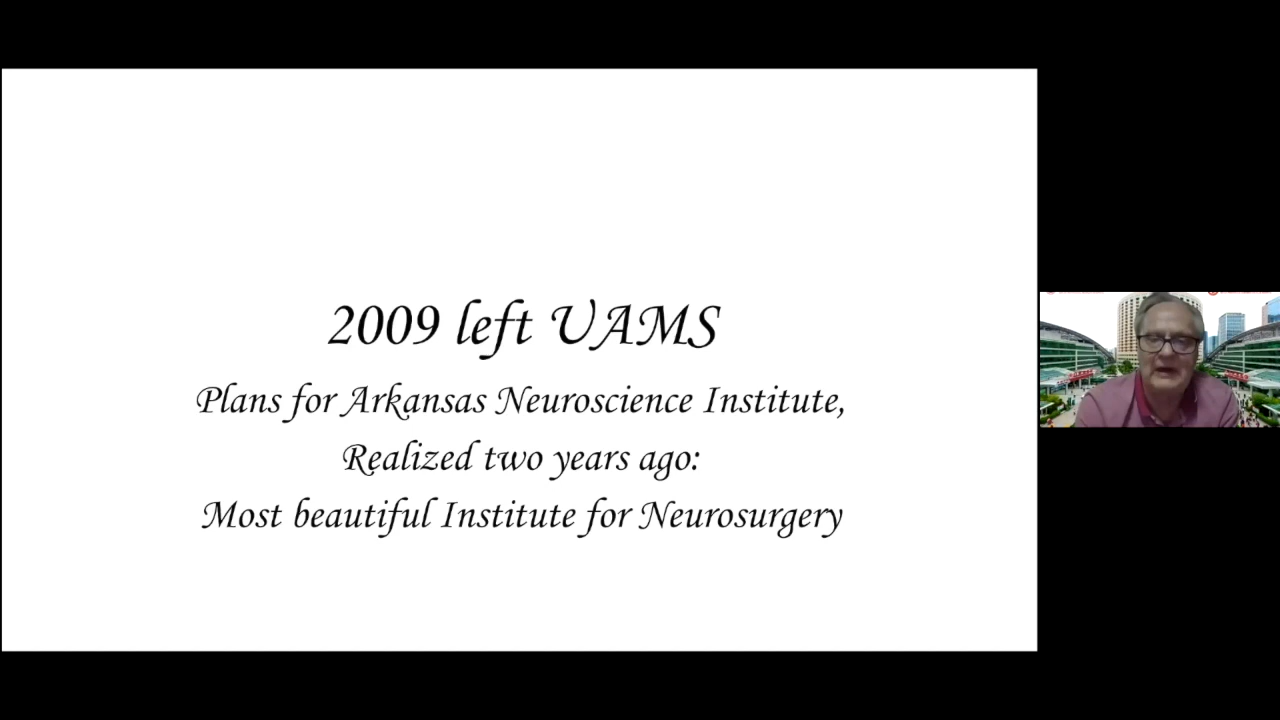 2009 left UAMS
Plans for Arkansas Neuroscience Institute,
Realized two years ago:
Most beautiful Institute for Neurosurgery